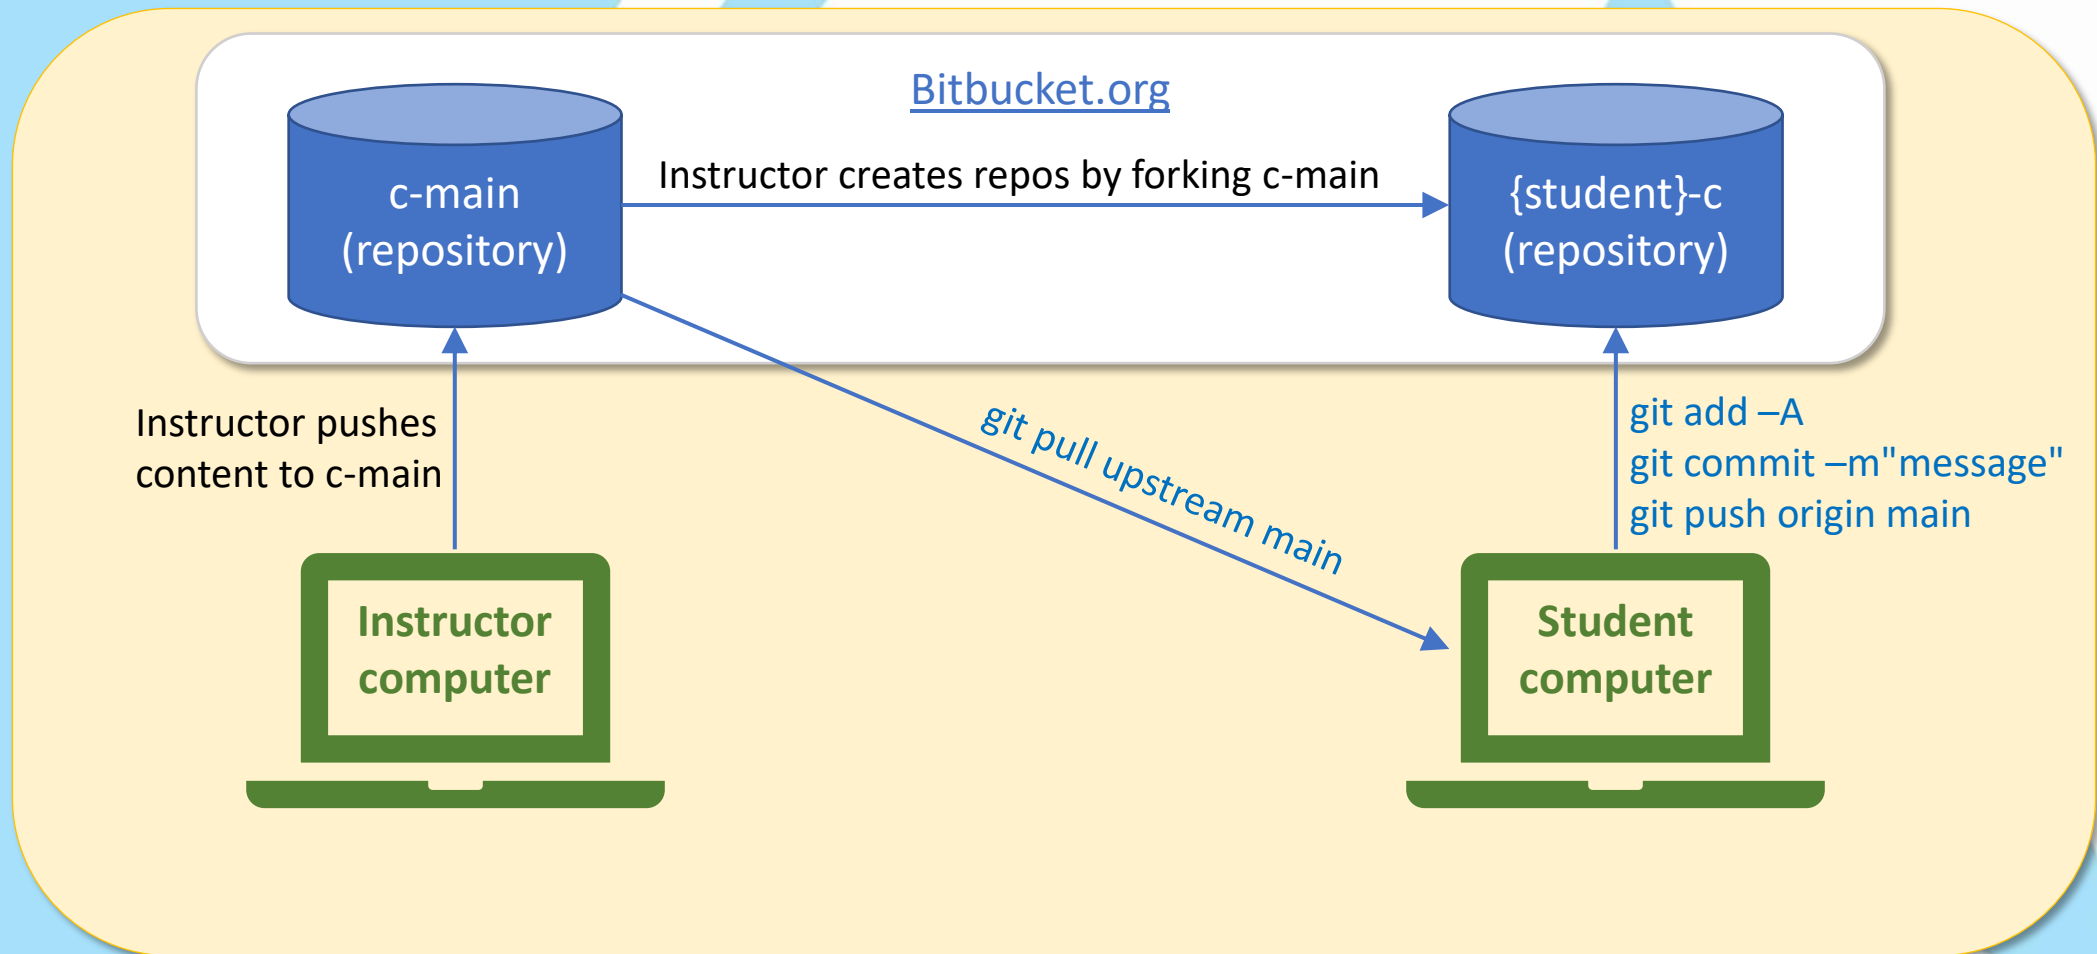 Bitbucket.org
c-main
(repository)
Instructor creates repos by forking c-main
{student}-c
(repository)
Instructor pushes
content to c-main
git pull upstream main
git add –A
git commit –m"message"
git push origin main
Instructor
computer
Student
computer